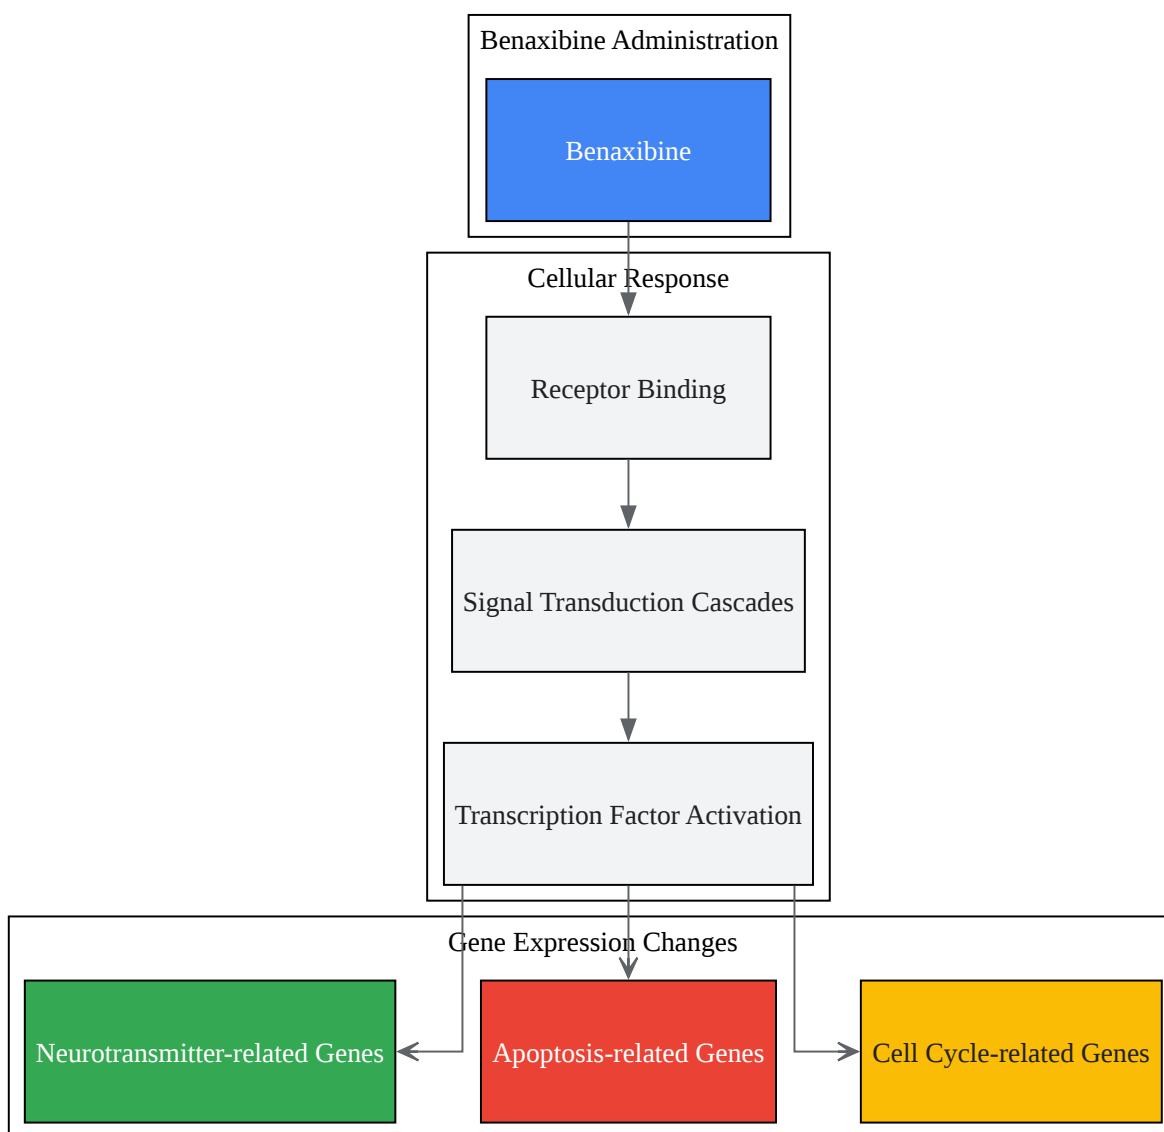 Benaxibine Administration
Benaxibine
Cellular Response
Receptor Binding
Signal Transduction Cascades
Transcription Factor Activation
Gene Expression Changes
Neurotransmitter-related Genes
Apoptosis-related Genes
Cell Cycle-related Genes